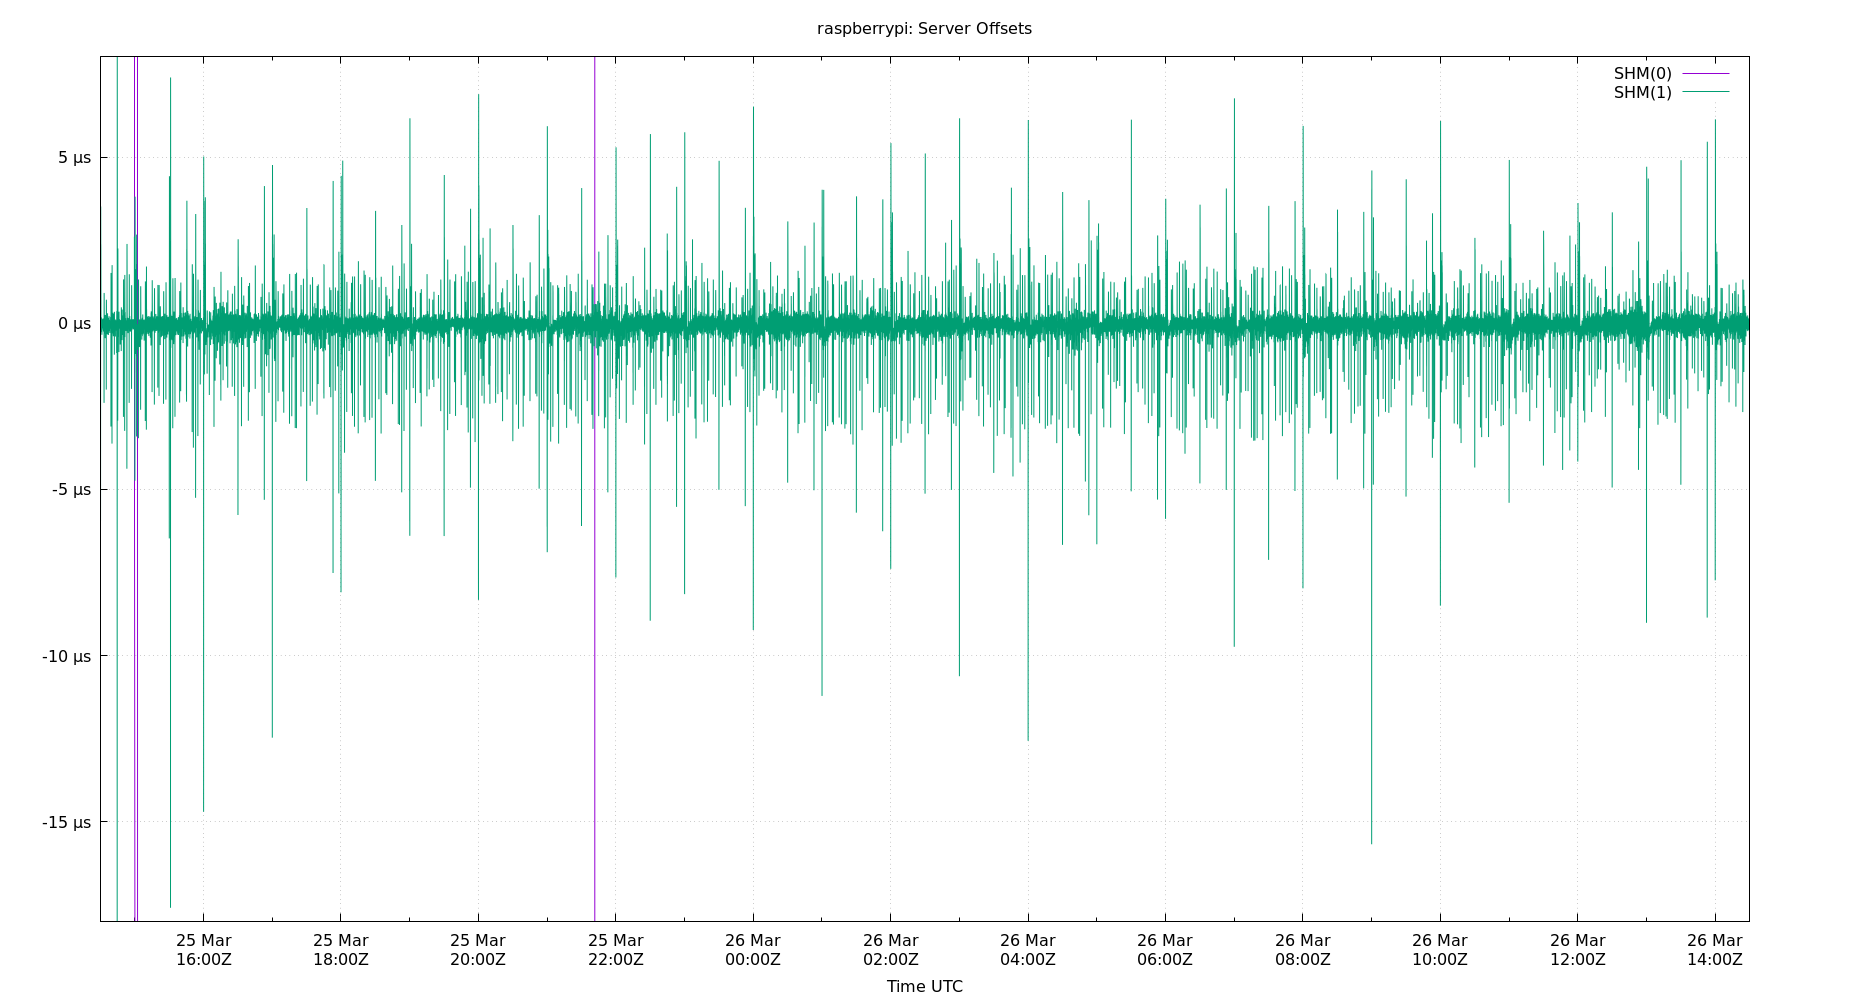 raspberrypi: Server Offsets
SHM(0)
SHM(1)
5 µs
0 µs
-5 µs
-10 µs
-15 µs
25 Mar 25 Mar 25 Mar 25 Mar 26 Mar 26 Mar 26 Mar 26 Mar 26 Mar 26 Mar 26 Mar 26 Mar
16:00Z 18:00Z 20:00Z 22:00Z 00:00Z 02:00Z 04:00Z 06:00Z 08:00Z 10:00Z 12:00Z 14:00Z
Time UTC